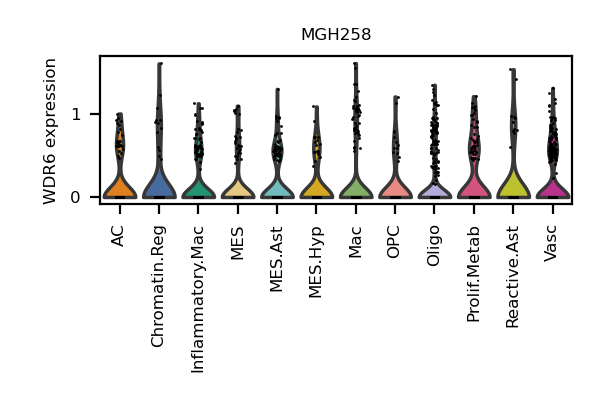 MGH258
WDR6 expression
1
0
AC
Chromatin.Reg
Inflammatory.Mac
MES
MES.Ast
MES.Hyp
Mac
OPC
Oligo
Prolif.Metab
Reactive.Ast
Vasc